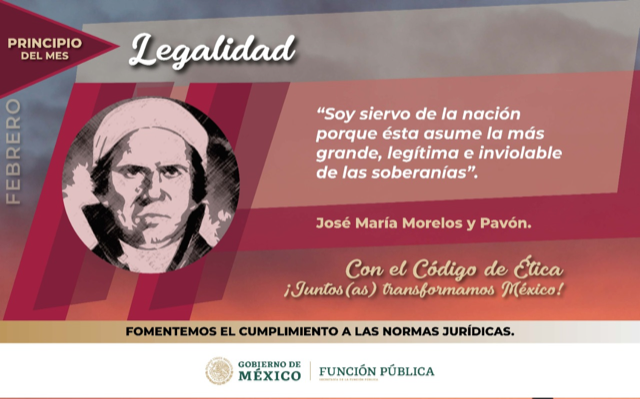 PRINCIPIO
DEL MES
Legalidad
FEBRERO
“Soy siervo de la nación
porque ésta asume la más
grande, legítima e inviolable
de las soberanías”.
José María Morelos y Pavón.
Con el Código de Ética
¡Juntos(as) transformamos México!
FOMENTEMOS EL CUMPLIMIENTO A LAS NORMAS JURÍDICAS.
GOBIERNO DE
MÉXICO
FUNCIÓN PÚBLICA